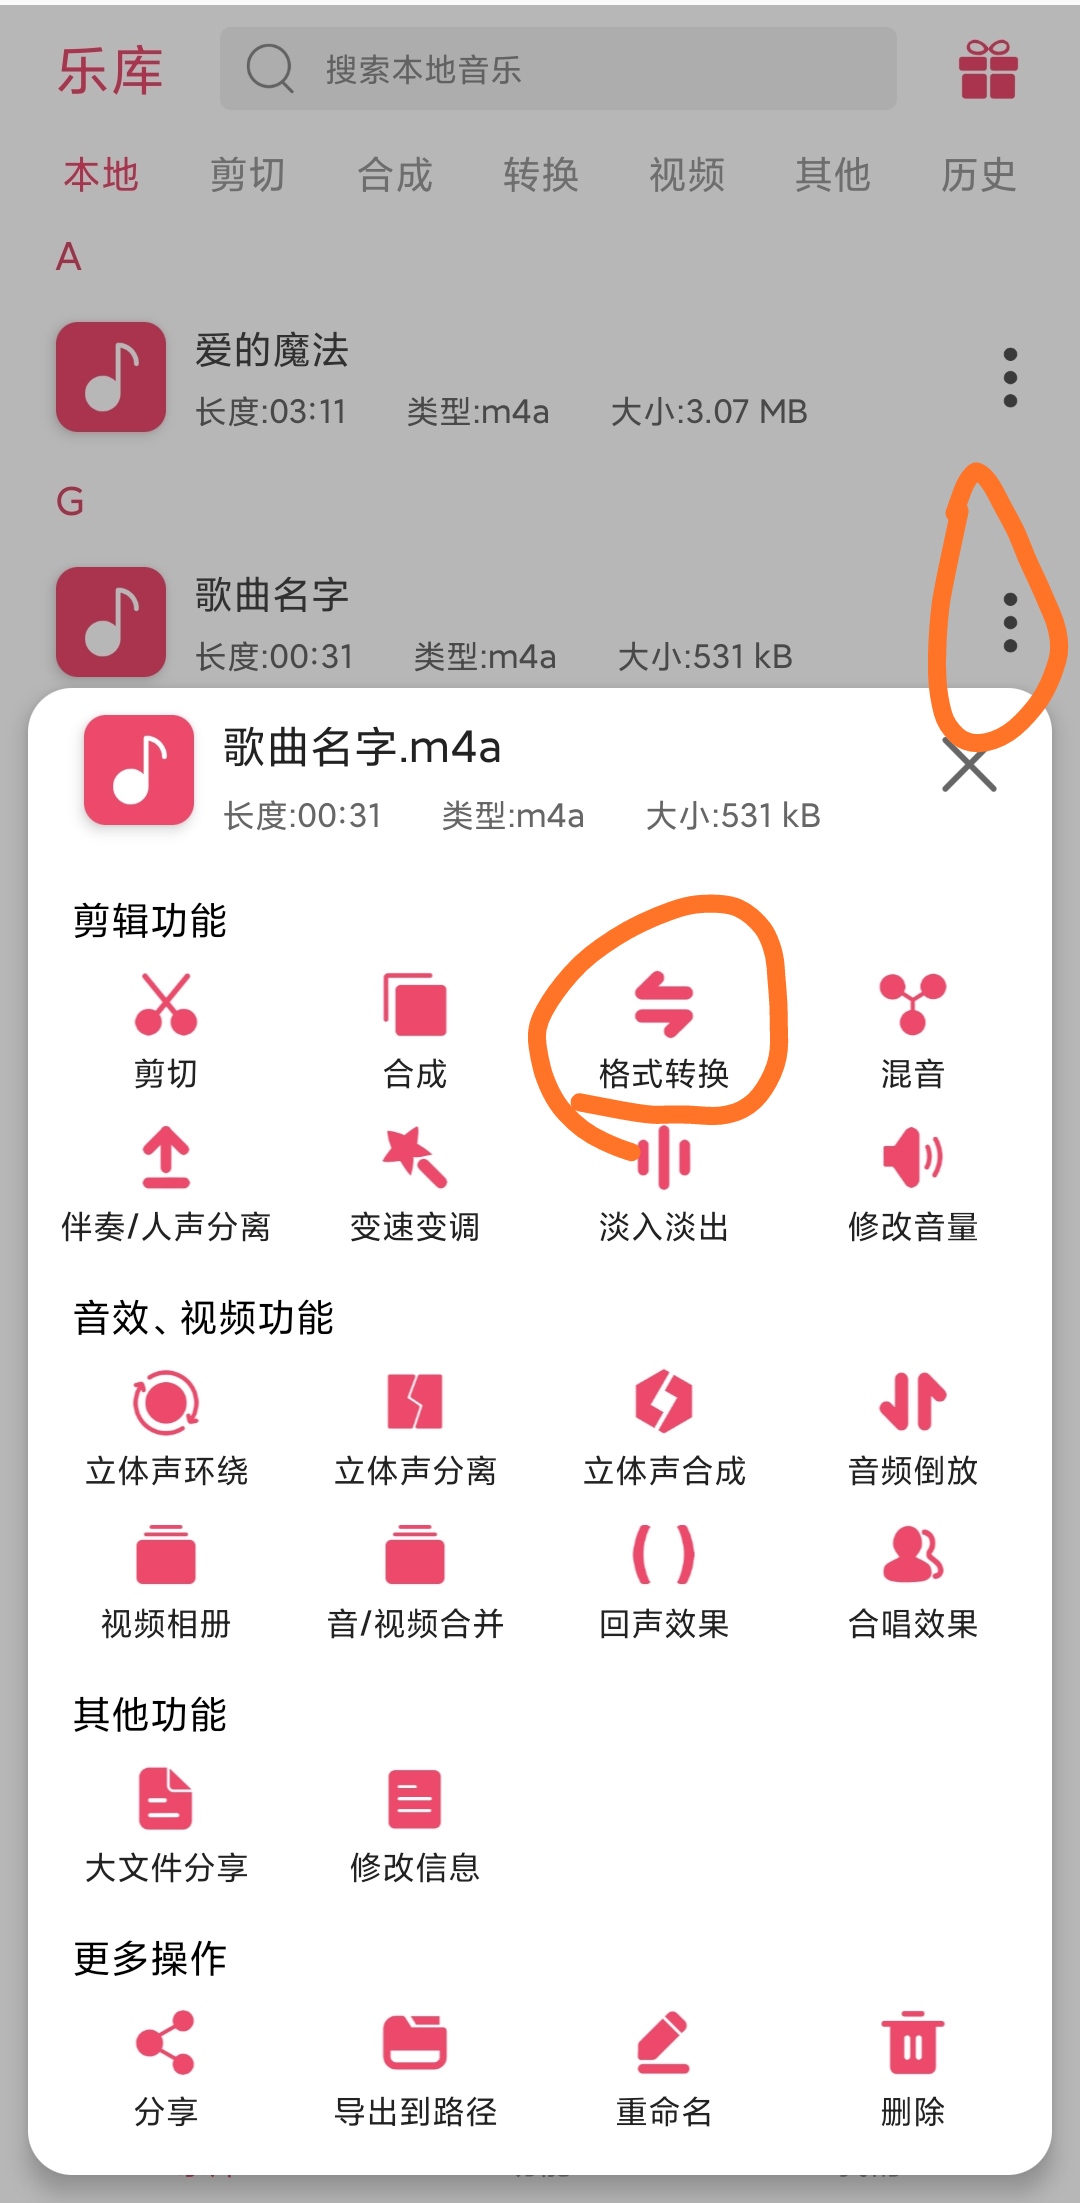 乐库 搜索本地音乐
本地 剪切 合成 转换 视频 其他 历史
A
爱的魔法
长度:03:11 类型:m4a 大小:3.07 MB
G
歌曲名字
长度:00:31 类型:m4a 大小:531 kB
歌曲名字.m4a
长度:00:31 类型:m4a 大小:531 kB
剪辑功能
剪切 合成 格式转换 混音
伴奏/人声分离 变速变调 淡入淡出 修改音量
音效、视频功能
立体声环绕 立体声分离 立体声合成 音频倒放
视频相册 音/视频合并 回声效果 合唱效果
其他功能
大文件分享 修改信息
更多操作
分享 导出到路径 重命名 删除